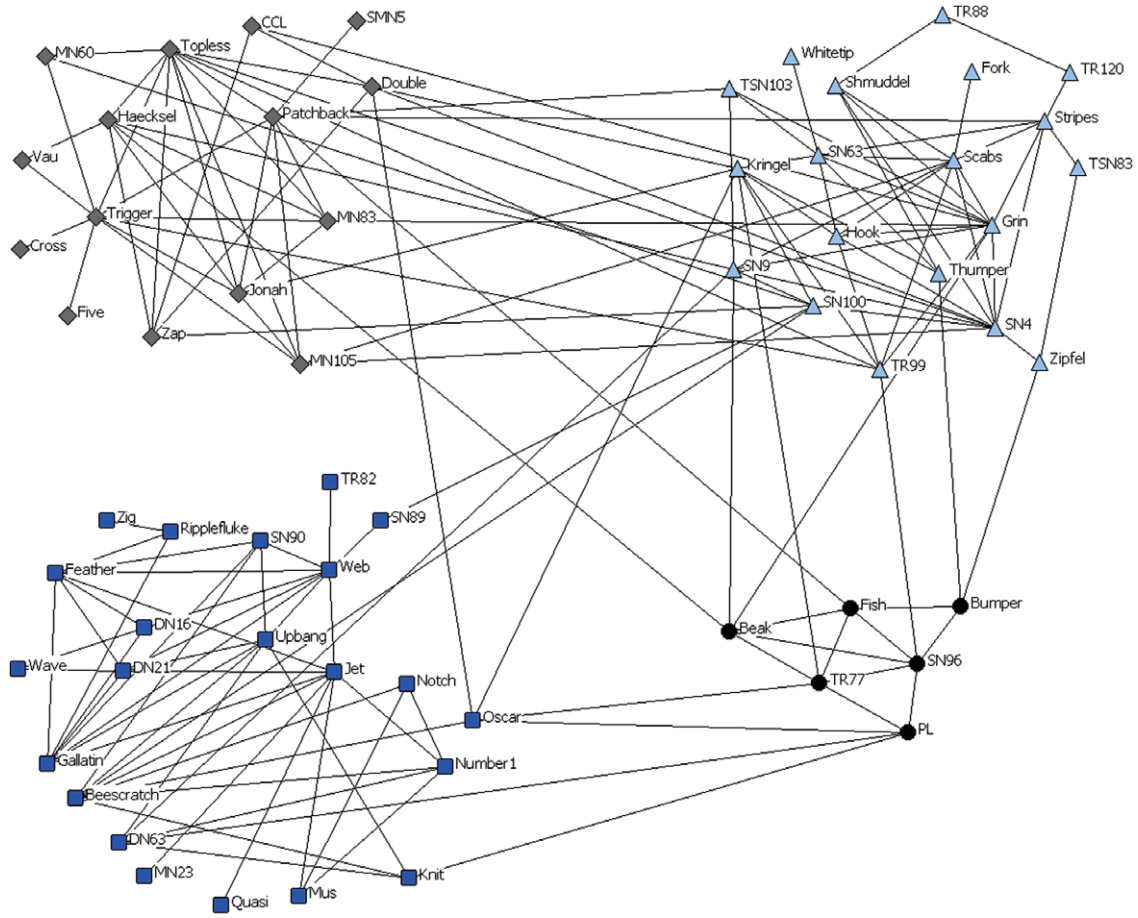 TR88
CCL
SMN5
Topless
MN60
Whitetip
Fork
TR120
Shmuddel
Double
TSN103
Haecksel
Patchback
Stripes
Vau
SN63
Scabs
Kringel
TSN83
Trigger
MN83
Grin
Hook
Cross
SN9
Thumper
Jonah
Five
SN100
Zap
SN4
MN105
TR99
Zipfel
TR82
Zig
Ripplefluke
SN89
SN90
Feather
Web
DN16
Upbang
Fish
Bumper
Beak
Wave
DN21
Jet
SN96
Notch
TR77
Oscar
PL
Gallatin
Number1
Beescratch
DN63
MN23
Knit
Quasi
Mus